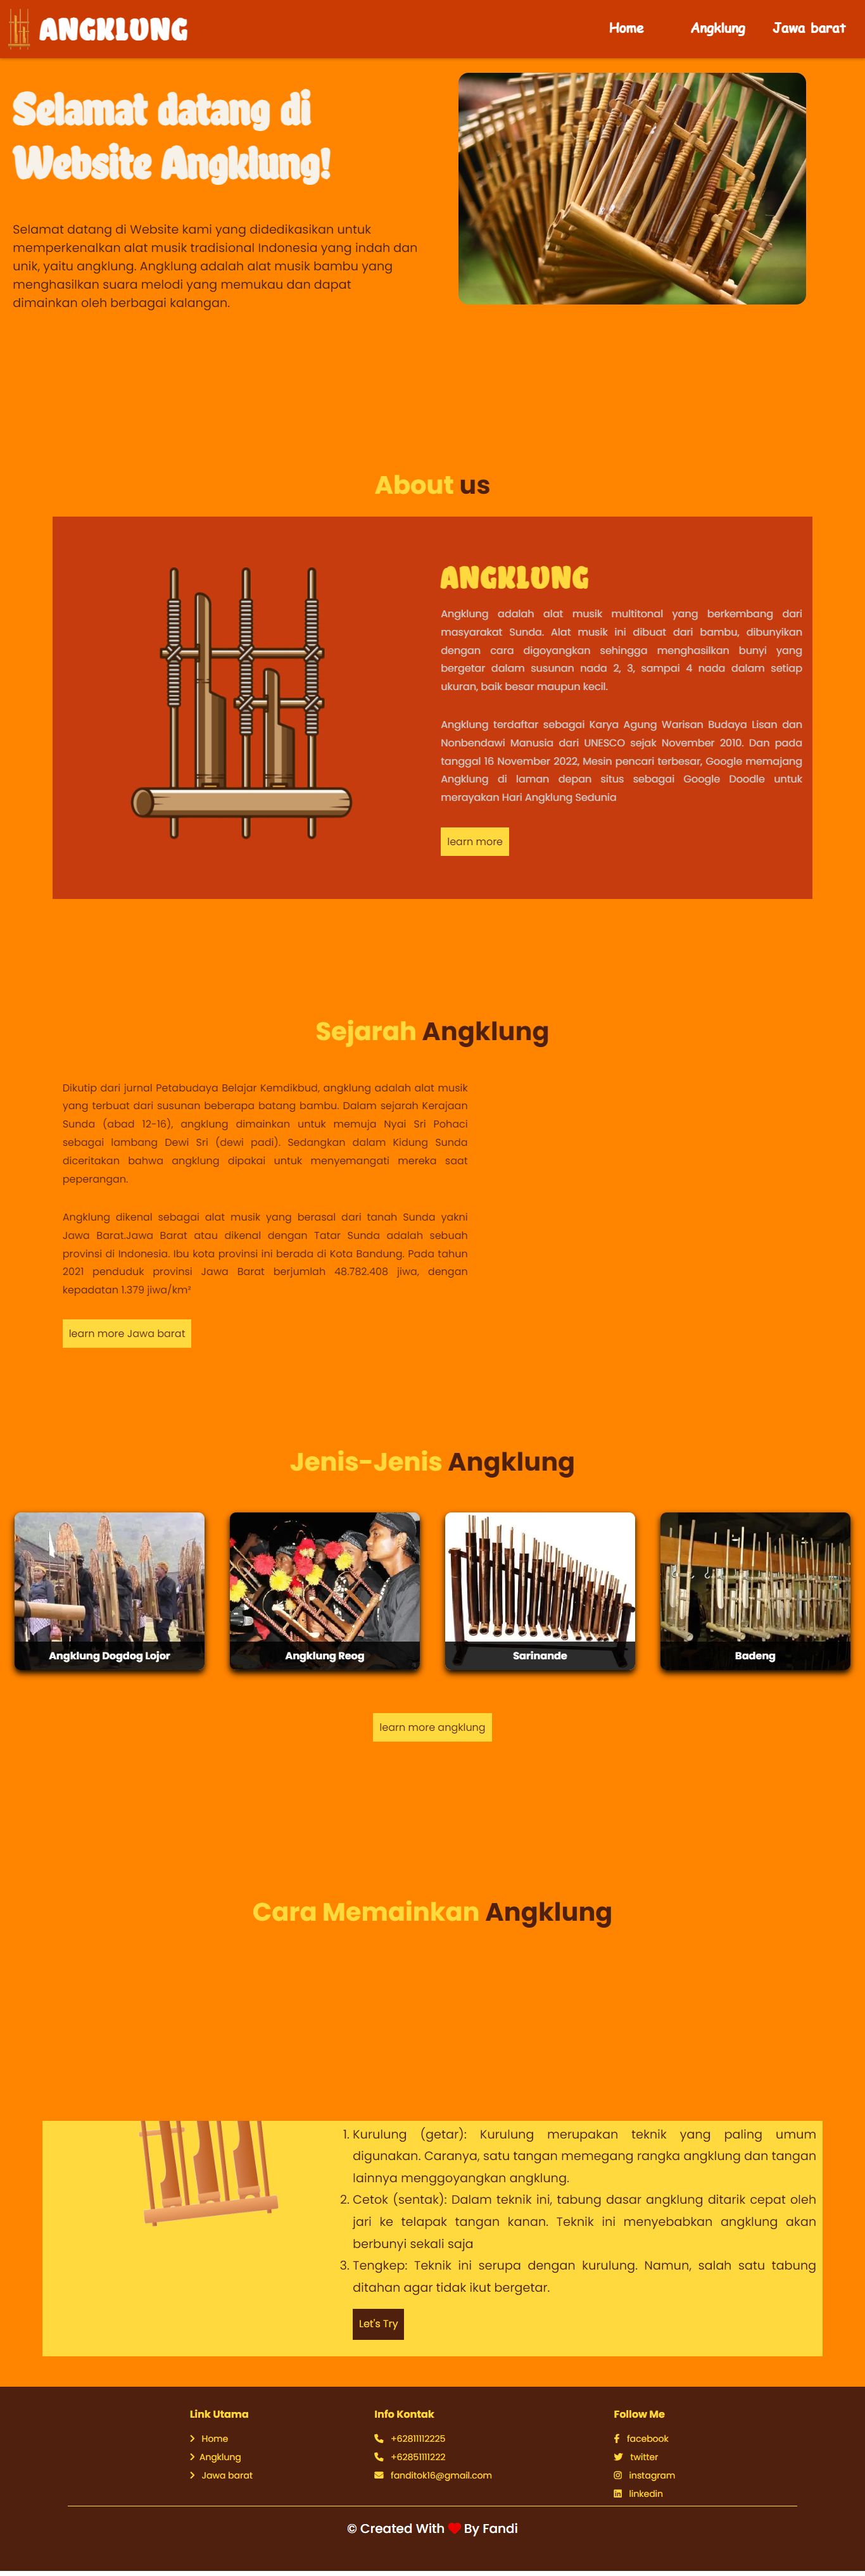 ANGKLUNG
Home Angklung Jawa barat
Selamat datang di
Website Angklung!
Selamat datang di Website kami yang didedikasikan untuk
memperkenalkan alat musik tradisional Indonesia yang indah dan
unik, yaitu angklung. Angklung adalah alat musik bambu yang
menghasilkan suara melodi yang memukau dan dapat
dimainkan oleh berbagai kalangan.
About us
ANGKLUNG
Angklung adalah alat musik multitonal yang berkembang dari
masyarakat Sunda. Alat musik ini dibuat dari bambu, dibunyikan
dengan cara digoyangkan sehingga menghasilkan bunyi yang
bergetar dalam susunan nada 2, 3, sampai 4 nada dalam setiap
ukuran, baik besar maupun kecil.
Angklung terdaftar sebagai Karya Agung Warisan Budaya Lisan dan
Nonbendawi Manusia dari UNESCO sejak November 2010. Dan pada
tanggal 16 November 2022, Mesin pencari terbesar, Google memajang
Angklung di laman depan situs sebagai Google Doodle untuk
merayakan Hari Angklung Sedunia
learn more
Sejarah Angklung
Dikutip dari jurnal Petabudaya Belajar Kemdikbud, angklung adalah alat musik
yang terbuat dari susunan beberapa batang bambu. Dalam sejarah Kerajaan
Sunda (abad 12-16), angklung dimainkan untuk memuja Nyai Sri Pohaci
sebagai lambang Dewi Sri (dewi padi). Sedangkan dalam Kidung Sunda
diceritakan bahwa angklung dipakai untuk menyemangati mereka saat
peperangan.
Angklung dikenal sebagai alat musik yang berasal dari tanah Sunda yakni
Jawa Barat.Jawa Barat atau dikenal dengan Tatar Sunda adalah sebuah
provinsi di Indonesia. Ibu kota provinsi ini berada di Kota Bandung. Pada tahun
2021 penduduk provinsi Jawa Barat berjumlah 48.782.408 jiwa, dengan
kepadatan 1.379 jiwa/km²
learn more Jawa barat
Jenis-Jenis Angklung
Angklung Dogdog Lojor
Angklung Reog
Sarinande
Badeng
learn more angklung
Cara Memainkan Angklung
1. Kurulung (getar): Kurulung merupakan teknik yang paling umum
digunakan. Caranya, satu tangan memegang rangka angklung dan tangan
lainnya menggoyangkan angklung.
2. Cetok (sentak): Dalam teknik ini, tabung dasar angklung ditarik cepat oleh
jari ke telapak tangan kanan. Teknik ini menyebabkan angklung akan
berbunyi sekali saja
3. Tengkep: Teknik ini serupa dengan kurulung. Namun, salah satu tabung
ditahan agar tidak ikut bergetar.
Let's Try
Link Utama
Home
Angklung
Jawa barat
Info Kontak
+62811112225
+62851111222
fanditok16@gmail.com
Follow Me
facebook
twitter
instagram
linkedin
© Created With ❤ By Fandi